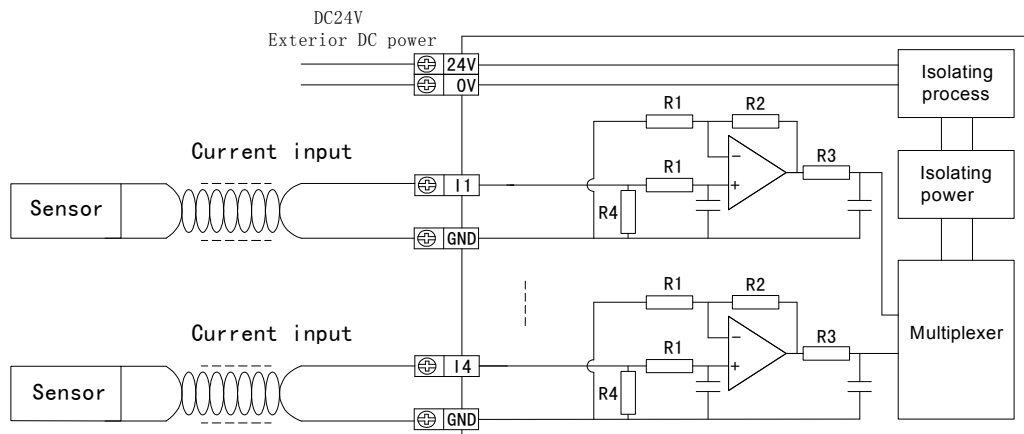 DC24V
Exterior DC power
24V
0V
Isolating
process
R1
R2
Current input
R1
R3
I1
Isolating
power
Sensor
R4
GND
R1
R2
Current input
R1
R3
Multiplexer
I4
Sensor
R4
GND